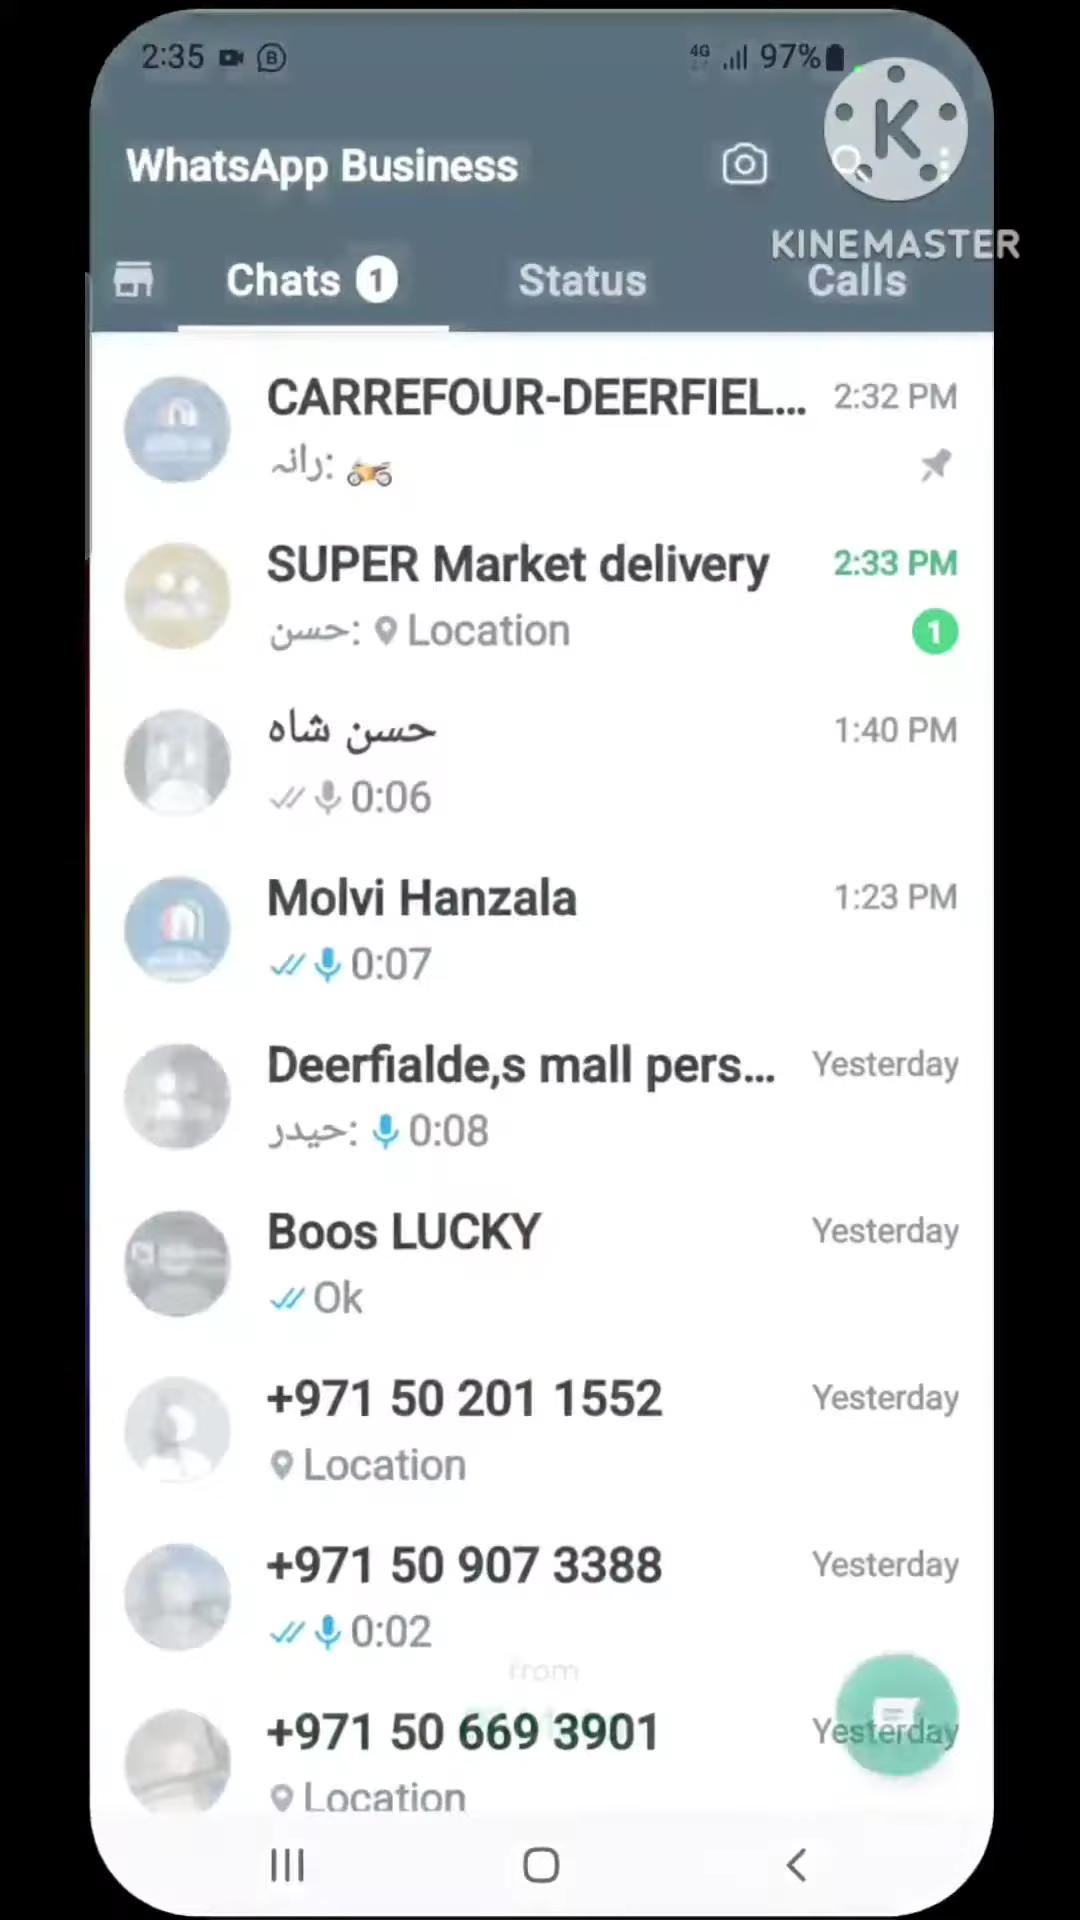 2:35
4G 97%
K
KINEMASTER
WhatsApp Business
Chats 1 Status Calls
CARREFOUR-DEERFIEL... 2:32 PM
رانہ: 🏍
SUPER Market delivery 2:33 PM
حسن: Location 1
حسن شاہ 1:40 PM
0:06
Molvi Hanzala 1:23 PM
0:07
Deerfialde,s mall pers... Yesterday
حیدر: 0:08
Boos LUCKY Yesterday
Ok
+971 50 201 1552 Yesterday
Location
+971 50 907 3388 Yesterday
0:02
from
+971 50 669 3901 Yesterday
Location